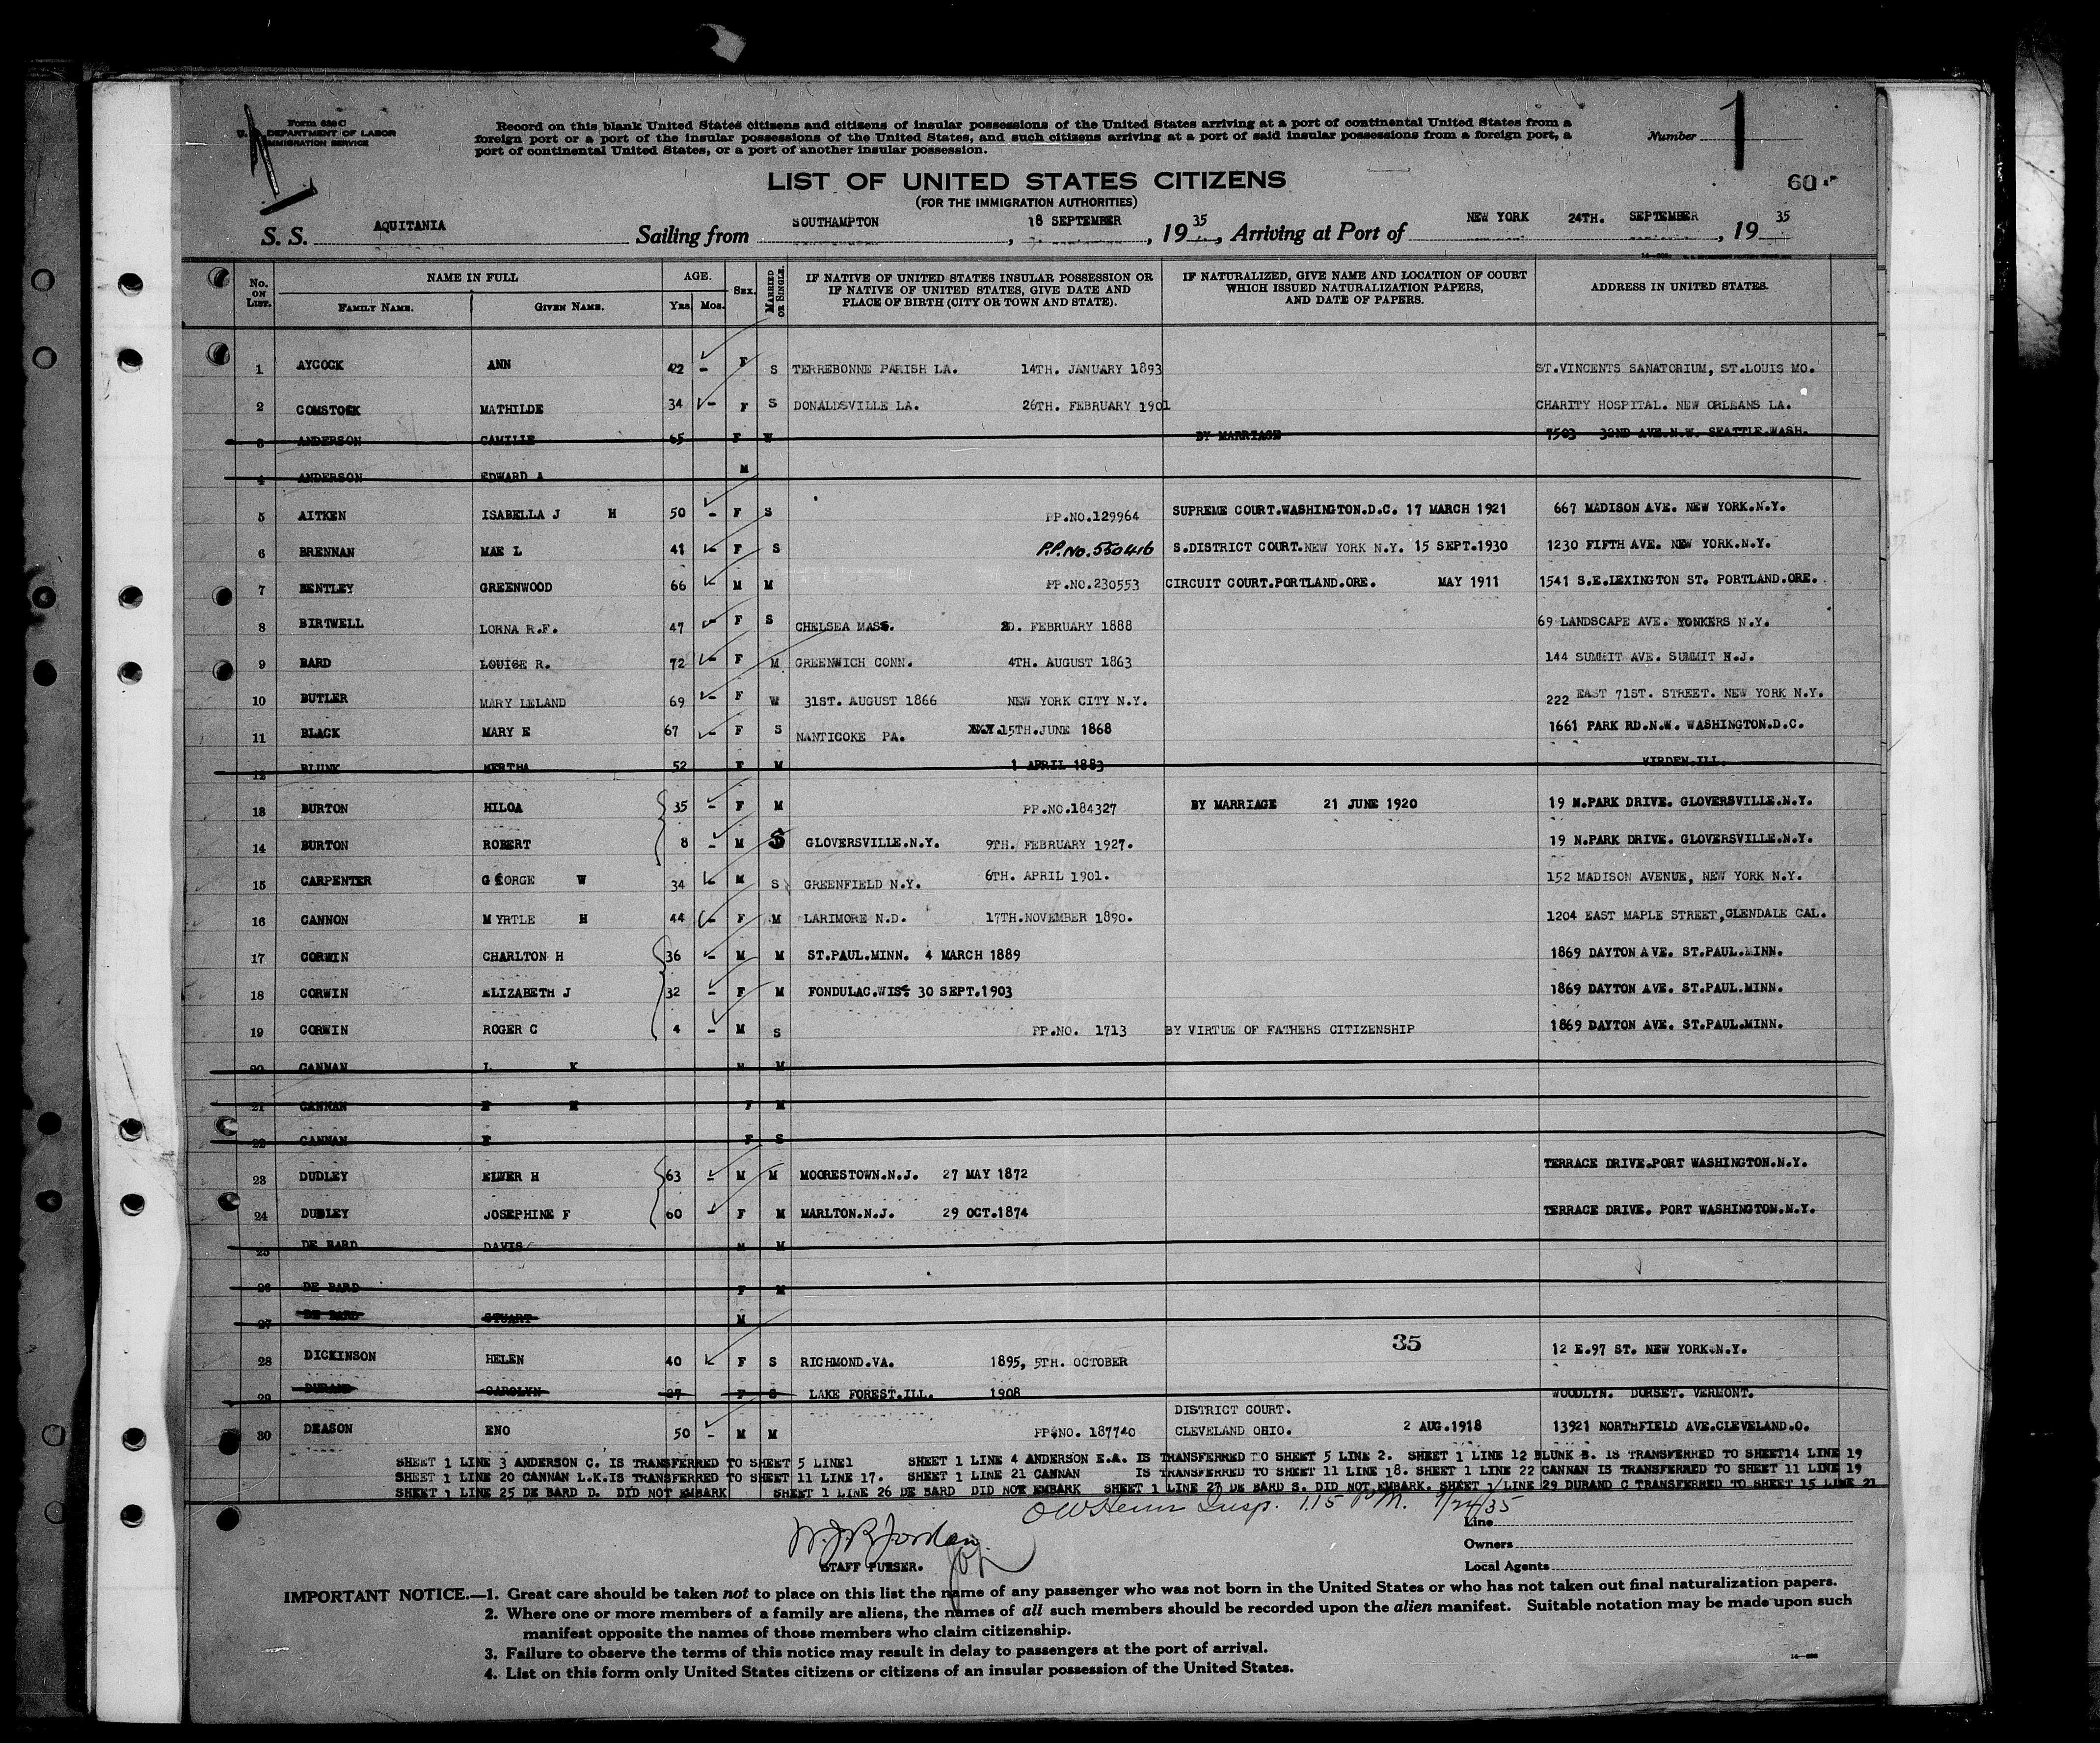 Form 630 C
U. S. DEPARTMENT OF LABOR
IMMIGRATION SERVICE
Record on this blank United States citizens and citizens of insular possessions of the United States arriving at a port of continental United States from a
foreign port or a port of the insular possessions of the United States, and such citizens arriving at a port of said insular possessions from a foreign port, a
port of continental United States, or a port of another insular possession.
Number 1
60
LIST OF UNITED STATES CITIZENS
(FOR THE IMMIGRATION AUTHORITIES)
S. S. AQUITANIA Sailing from SOUTHAMPTON, 18 SEPTEMBER, 1935, Arriving at Port of NEW YORK 24TH. SEPTEMBER, 1935
No. ON LIST. NAME IN FULL FAMILY NAME. GIVEN NAME. AGE. Yrs. Mos. SEX. MARRIED OR SINGLE. IF NATIVE OF UNITED STATES INSULAR POSSESSION OR IF NATIVE OF UNITED STATES, GIVE DATE AND PLACE OF BIRTH (CITY OR TOWN AND STATE). IF NATURALIZED, GIVE NAME AND LOCATION OF COURT WHICH ISSUED NATURALIZATION PAPERS, AND DATE OF PAPERS. ADDRESS IN UNITED STATES.
1 AYCOCK ANN 42 - F S TERREBONNE PARISH LA. 14TH. JANUARY 1893 ST.VINCENTS SANATORIUM, ST.LOUIS MO.
2 COMSTOCK MATHILDE 34 - F S DONALDSVILLE LA. 26TH. FEBRUARY 1901 CHARITY HOSPITAL. NEW ORLEANS LA.
3 ANDERSON CAMILLE 65 F W BY MARRIAGE 7503 32ND AVE.N.W. SEATTLE.WASH.
4 ANDERSON EDWARD A M
5 AITKEN ISABELLA J H 50 - F S PP.NO.129964 SUPREME COURT.WASHINGTON.D.C. 17 MARCH 1921 667 MADISON AVE. NEW YORK.N.Y.
6 BRENNAN MAE L 41 - F S P.P.No.550416 S.DISTRICT COURT.NEW YORK N.Y. 15 SEPT.1930 1230 FIFTH AVE. NEW YORK.N.Y.
7 BENTLEY GREENWOOD 66 - M M PP.NO.230553 CIRCUIT COURT.PORTLAND.ORE. MAY 1911 1541 S.E.LEXINGTON ST. PORTLAND.ORE.
8 BIRTWELL LORNA R.F. 47 - F S CHELSEA MASS. 2D. FEBRUARY 1888 69 LANDSCAPE AVE. YONKERS N.Y.
9 BARD LOUISE R. 72 - F M GREENWICH CONN. 4TH. AUGUST 1863 144 SUMMIT AVE. SUMMIT N.J.
10 BUTLER MARY LELAND 69 - F W 31ST. AUGUST 1866 NEW YORK CITY N.Y. 222 EAST 71ST. STREET. NEW YORK N.Y.
11 BLACK MARY E 67 - F S NANTICOKE PA. 15TH.JUNE 1868 1661 PARK RD.N.W. WASHINGTON.D.C.
12 BLUNK BERTHA 52 F M 1 APRIL 1883 VIRDEN.ILL.
13 BURTON HILOA 35 - F M PP.NO.184327 BY MARRIAGE 21 JUNE 1920 19 N.PARK DRIVE. GLOVERSVILLE.N.Y.
14 BURTON ROBERT 8 - M S GLOVERSVILLE.N.Y. 9TH. FEBRUARY 1927. 19 N.PARK DRIVE. GLOVERSVILLE.N.Y.
15 CARPENTER GEORGE W 34 - M S GREENFIELD N.Y. 6TH. APRIL 1901. 152 MADISON AVENUE, NEW YORK N.Y.
16 CANNON MYRTLE H 44 - F M LARIMORE N.D. 17TH.NOVEMBER 1890. 1204 EAST MAPLE STREET,GLENDALE CAL.
17 CORWIN CHARLTON H 36 - M M ST.PAUL.MINN. 4 MARCH 1889 1869 DAYTON AVE. ST.PAUL.MINN.
18 CORWIN ELIZABETH J 32 - F M FONDULAC.WIS. 30 SEPT.1903 1869 DAYTON AVE. ST.PAUL.MINN.
19 CORWIN ROGER C 4 - M S PP.NO. 1713 BY VIRTUE OF FATHERS CITIZENSHIP 1869 DAYTON AVE. ST.PAUL.MINN.
20 CANNAN L K M M
21 CANNAN F M
22 CANNAN F F S
23 DUDLEY ELMER H 63 - M M MOORESTOWN.N.J. 27 MAY 1872 TERRACE DRIVE.PORT WASHINGTON.N.Y.
24 DUDLEY JOSEPHINE F 60 - F M MARLTON.N.J. 29 OCT.1874 TERRACE DRIVE. PORT WASHINGTON.N.Y.
25 DE BARD DAVIS M M
26 DE BARD F M
27 DE BARD STUART M
35
28 DICKINSON HELEN 40 F S RICHMOND.VA. 1895, 5TH. OCTOBER 12 E.97 ST. NEW YORK.N.Y.
29 DURAND CAROLYN 27 F S LAKE FOREST.ILL. 1908 WOODLYN. DORSET. VERMONT.
30 DEASON ENO 50 - M M PP.NO. 187740 DISTRICT COURT. CLEVELAND OHIO. 2 AUG.1918 13921 NORTHFIELD AVE.CLEVELAND.O.
SHEET 1 LINE 3 ANDERSON C. IS TRANSFERRED TO SHEET 5 LINE1 SHEET 1 LINE 4 ANDERSON E.A. IS TRANSFERRED TO SHEET 5 LINE 2. SHEET 1 LINE 12 BLUNK B. IS TRANSFERRED TO SHEET14 LINE 19
SHEET 1 LINE 20 CANNAN L.K.IS TRANSFERRED TO SHEET 11 LINE 17. SHEET 1 LINE 21 CANNAN IS TRANSFERRED TO SHEET 11 LINE 18. SHEET 1 LINE 22 CANNAN IS TRANSFERRED TO SHEET 11 LINE 19
SHEET 1 LINE 25 DE BARD D. DID NOT EMBARK SHEET 1 LINE 26 DE BARD DID NOT EMBARK SHEET 1 LINE 27 DE BARD S. DID NOT EMBARK. SHEET 1 LINE 29 DURAND C TRANSFERRED TO SHEET 15 LINE 21
Insp. 1.15 P.M. 9/24/35
Line
W.J.R.Jordan
Owners
STAFF PURSER.
Local Agents
IMPORTANT NOTICE.—1. Great care should be taken not to place on this list the name of any passenger who was not born in the United States or who has not taken out final naturalization papers.
2. Where one or more members of a family are aliens, the names of all such members should be recorded upon the alien manifest. Suitable notation may be made upon such
manifest opposite the names of those members who claim citizenship.
3. Failure to observe the terms of this notice may result in delay to passengers at the port of arrival.
4. List on this form only United States citizens or citizens of an insular possession of the United States.